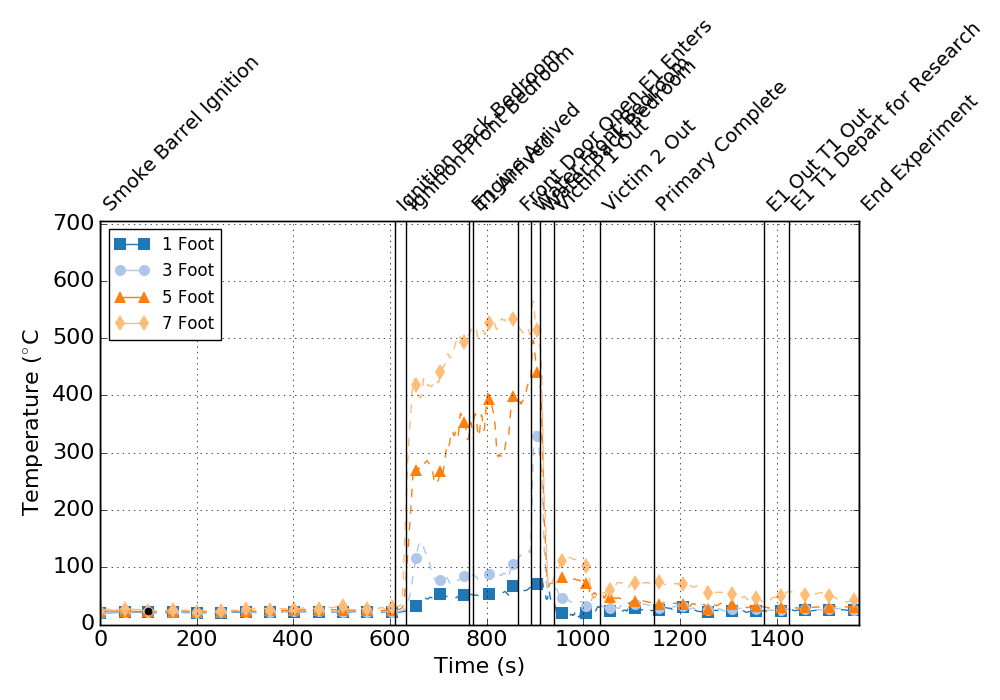 Smoke Barrel Ignition
Ignition Back Bedroom
Ignition Front Bedroom
Engine Arrived
T1 Arrived
Front Door Open E1 Enters
Water Front Bedroom
Water Back Bedroom
Victim 1 Out
Victim 2 Out
Primary Complete
E1 Out T1 Out
E1 T1 Depart for Research
End Experiment
700
600
500
400
300
200
100
0
Temperature (°C
1 Foot
3 Foot
5 Foot
7 Foot
0 200 400 600 800 1000 1200 1400
Time (s)